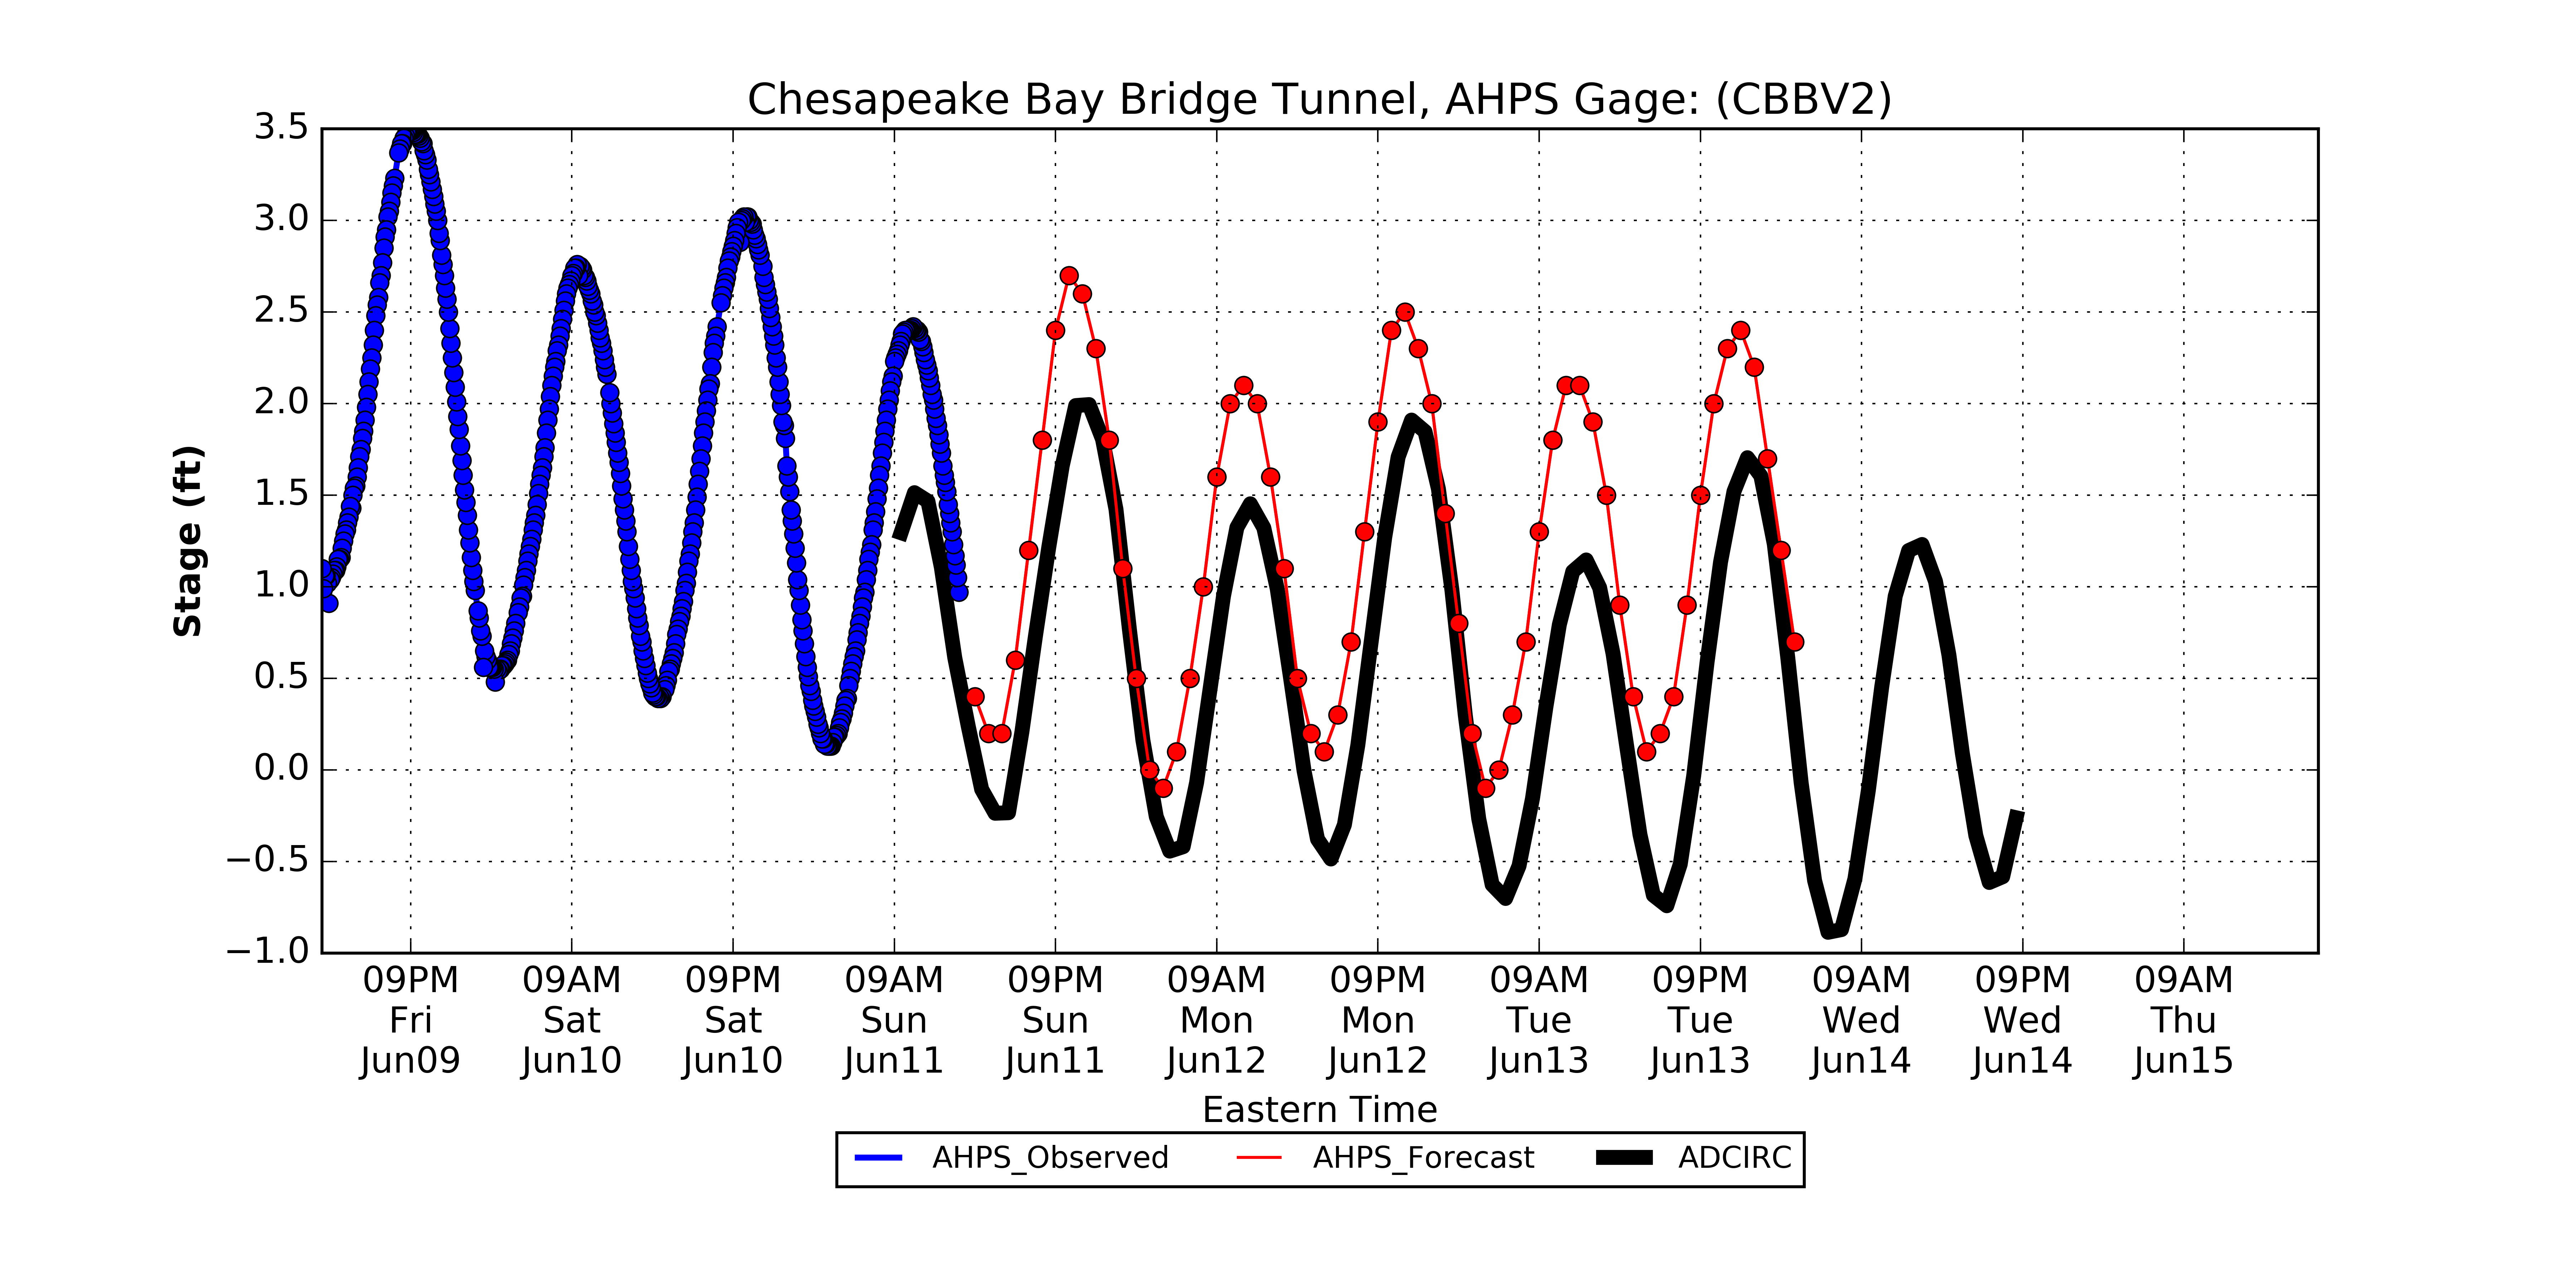 Chesapeake Bay Bridge Tunnel, AHPS Gage: (CBBV2)
3.5
3.0
2.5
2.0
1.5
1.0
0.5
0.0
−0.5
−1.0
Stage (ft)
09PM 09AM 09PM 09AM 09PM 09AM 09PM 09AM 09PM 09AM 09PM 09AM
Fri Sat Sat Sun Sun Mon Mon Tue Tue Wed Wed Thu
Jun09 Jun10 Jun10 Jun11 Jun11 Jun12 Jun12 Jun13 Jun13 Jun14 Jun14 Jun15
Eastern Time
AHPS_Observed AHPS_Forecast ADCIRC